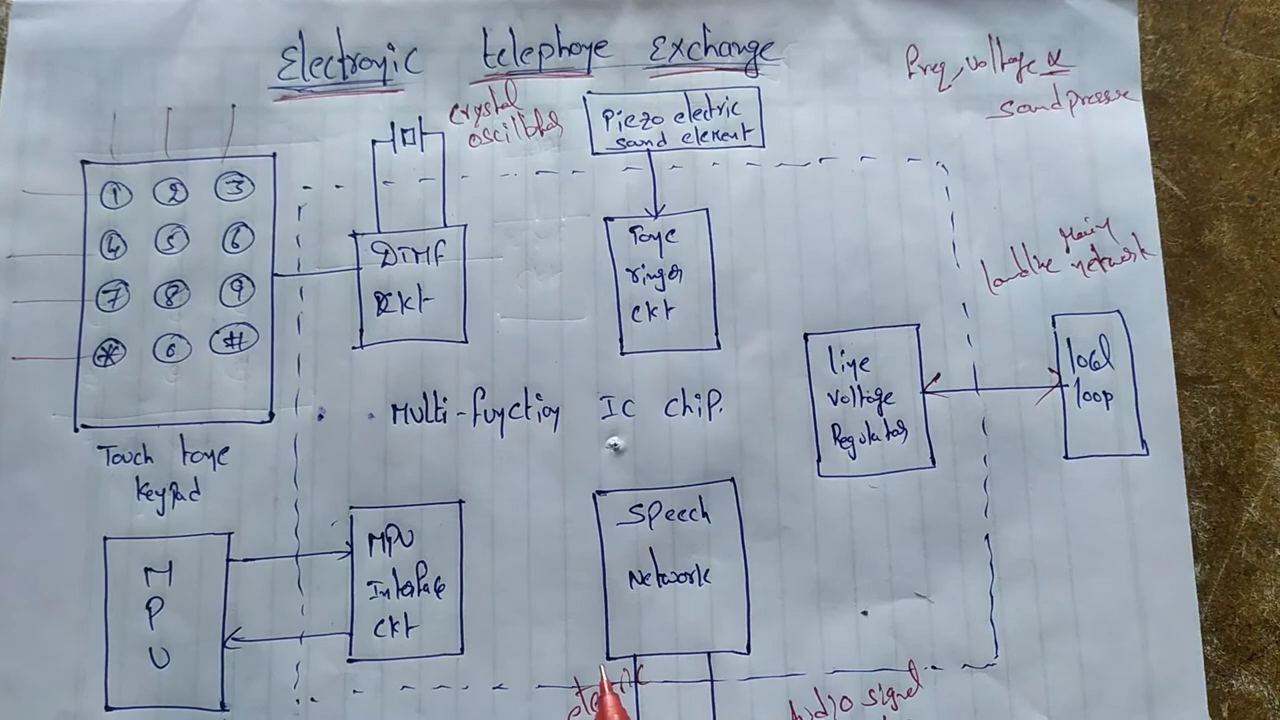 Electronic telephone Exchange
Freq, voltage &
sound pressure
crystal
oscillator
Piezo electric
sound element
1 2 3
4 5 6
7 8 9
* 0 #
DTMF
CKT
Tone
ringer
CKT
Main
landline network
line
voltage
Regulator
local
loop
Multi-function IC chip.
Touch tone
keypad
MPU
MPU
Interface
CKT
Speech
Network
Audio signal